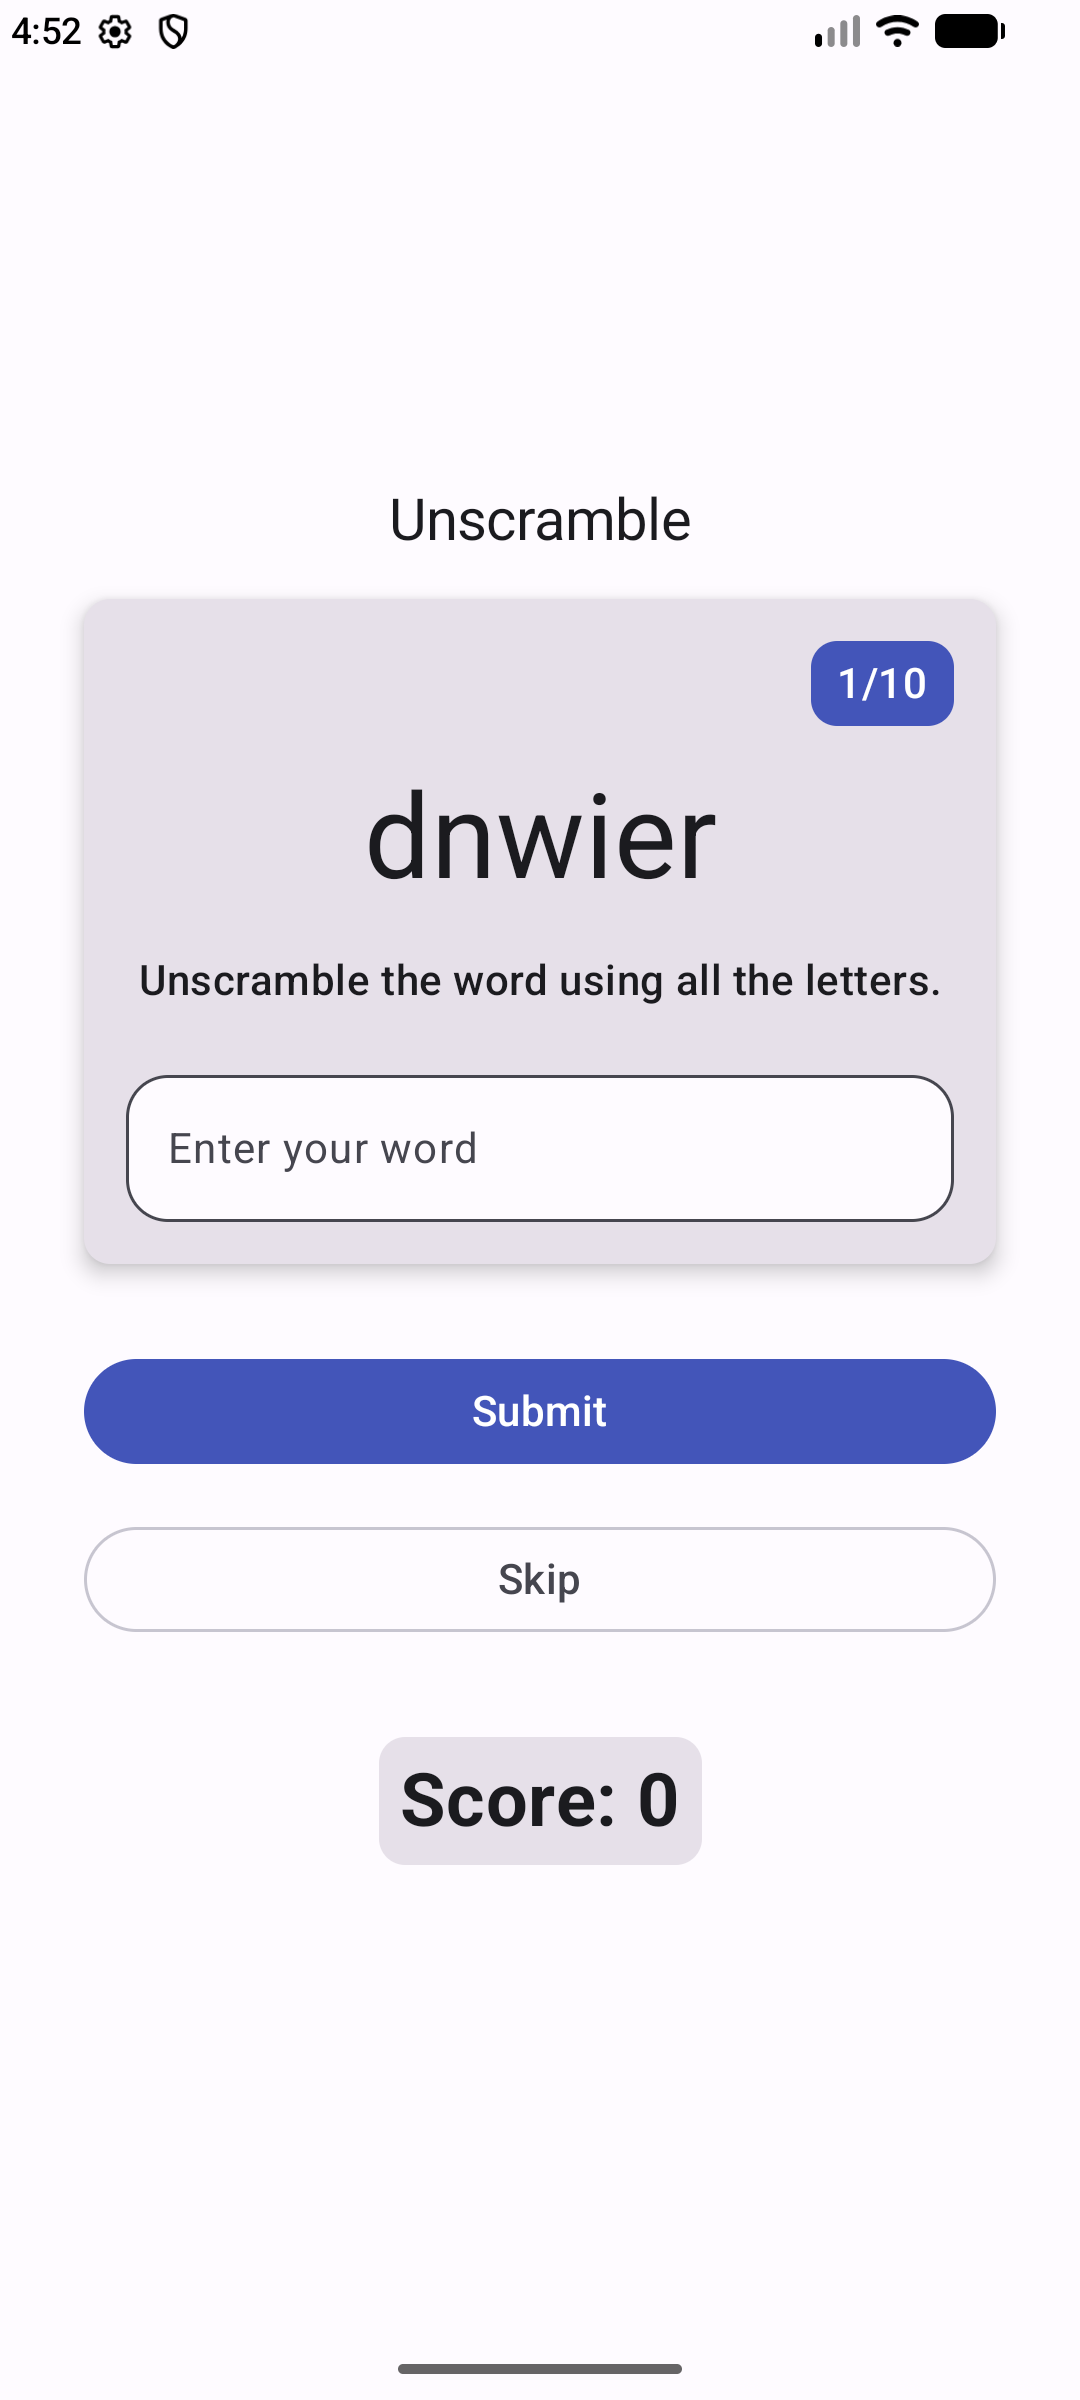 4:52
Unscramble
1/10
dnwier
Unscramble the word using all the letters.
Enter your word
Submit
Skip
Score: 0